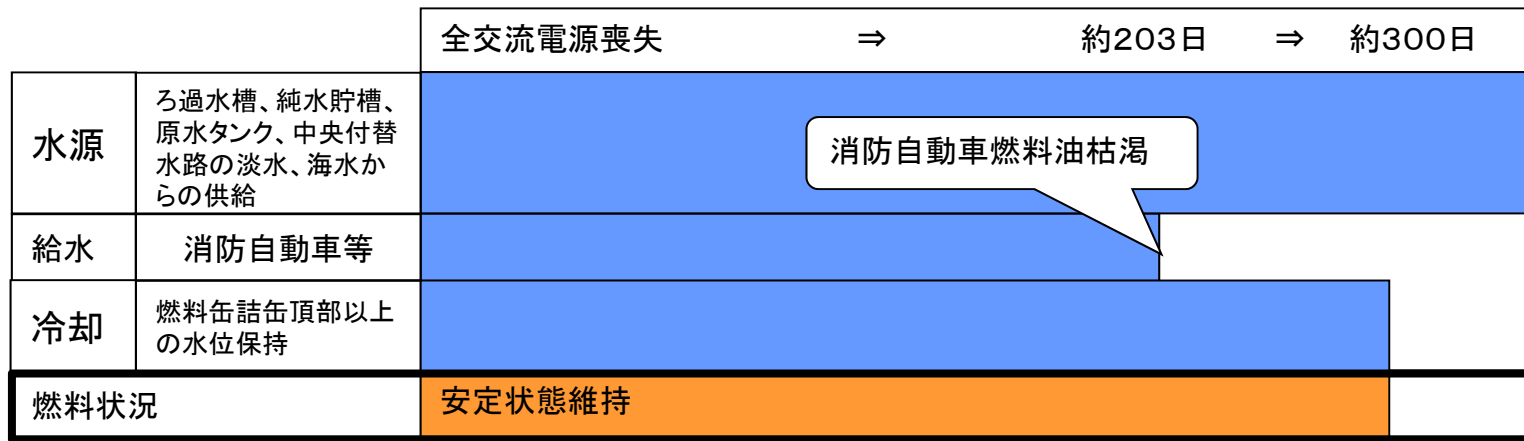 全交流電源喪失 ⇒ 約203日 ⇒ 約300日
水源
ろ過水槽、純水貯槽、
原水タンク、中央付替
水路の淡水、海水か
らの供給
消防自動車燃料油枯渇
給水
消防自動車等
冷却
燃料缶詰缶頂部以上
の水位保持
燃料状況
安定状態維持